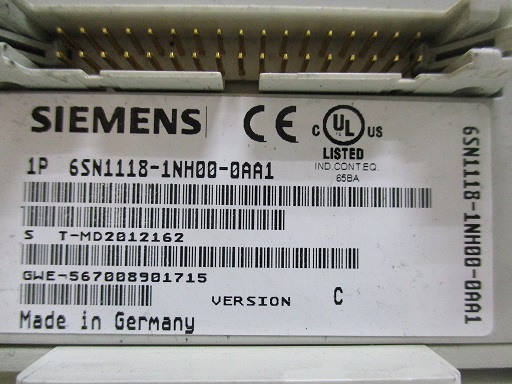 SIEMENS CE C UL US
LISTED
IND.CONT.EQ.
65BA
1P 6SN1118-1NH00-0AA1
S T-MD2012162
GWE-567008901715
VERSION C
Made in Germany
6SN1118-1NH00-0AA1